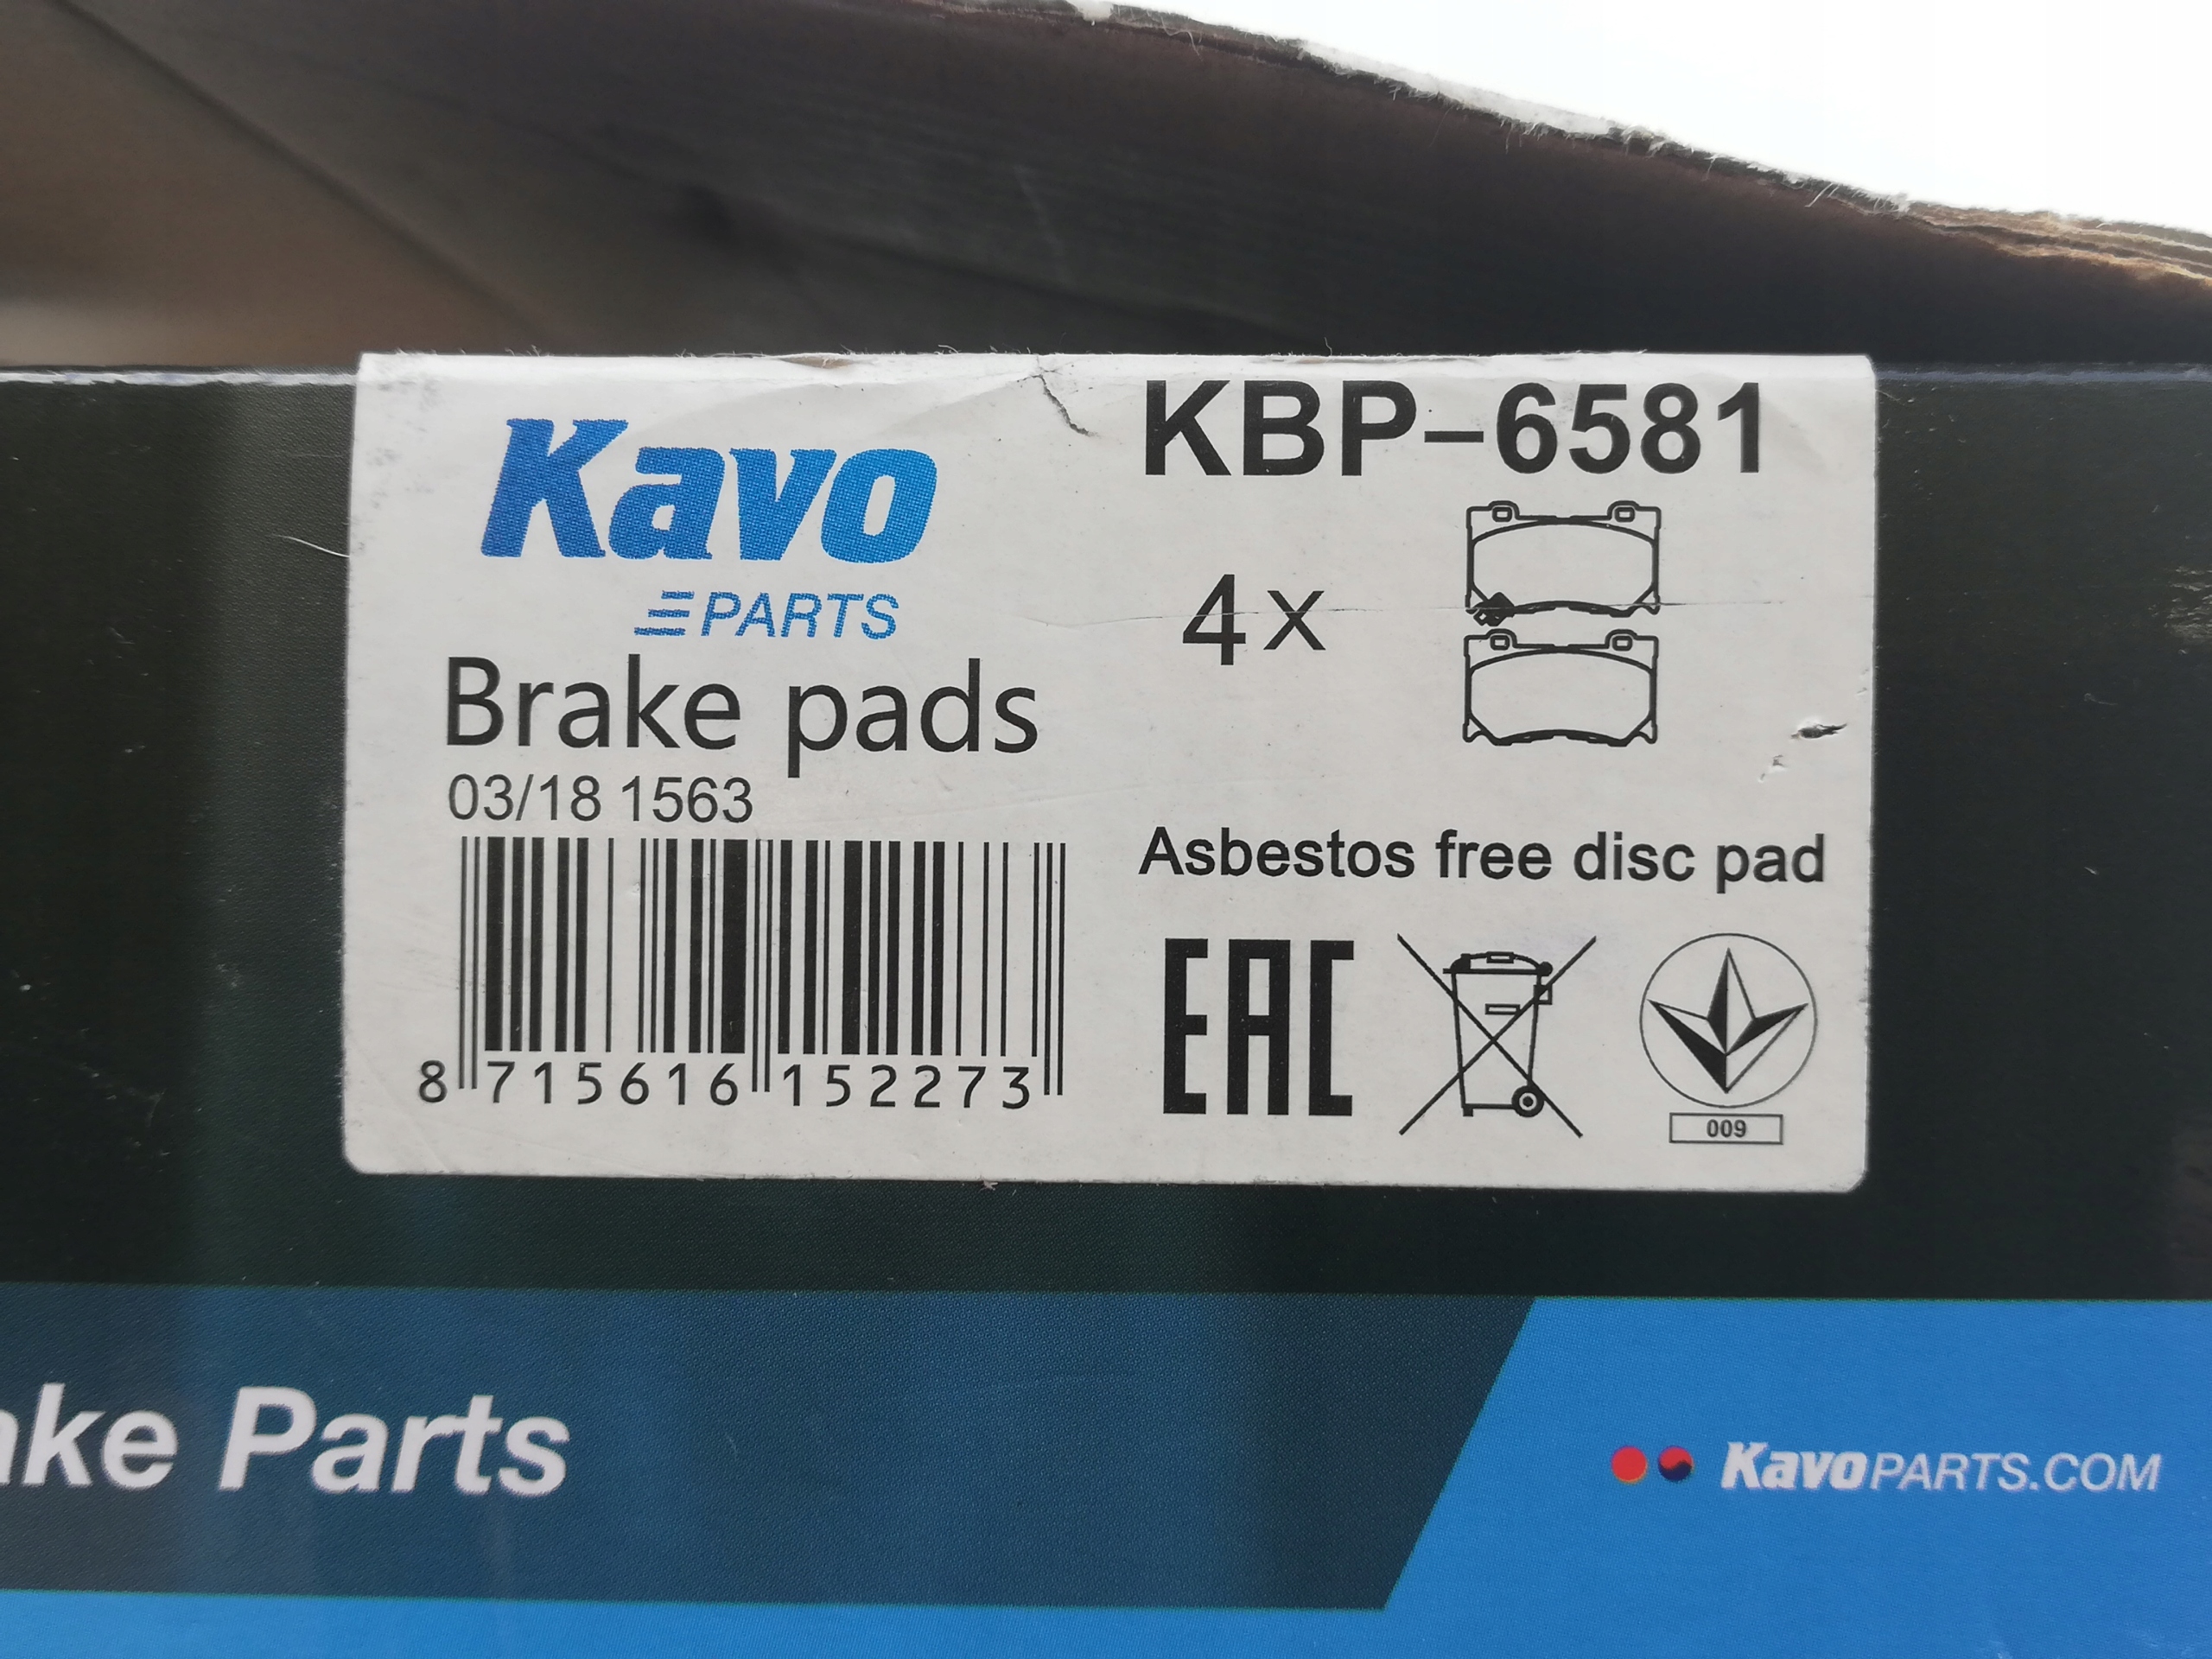 Kavo
PARTS
KBP-6581
4x
Brake pads
03/18 1563
8 715616 152273
Asbestos free disc pad
EAC
009
ake Parts
KavoPARTS.COM